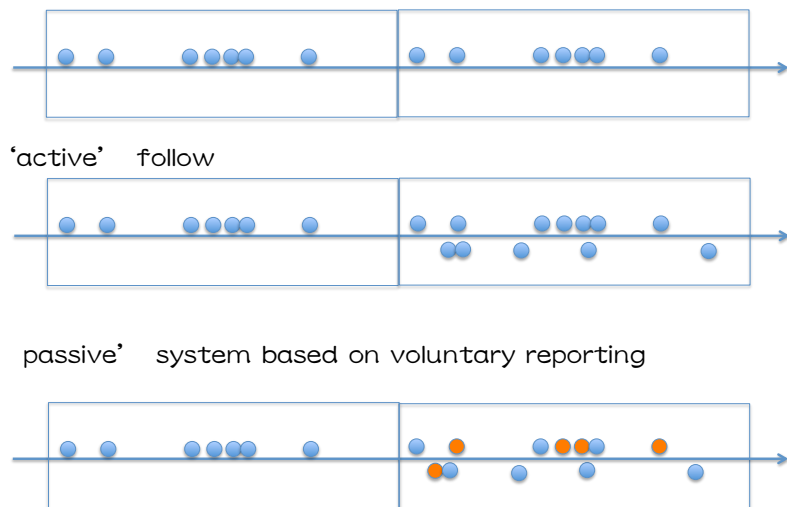 ‘active’ follow
passive’ system based on voluntary reporting